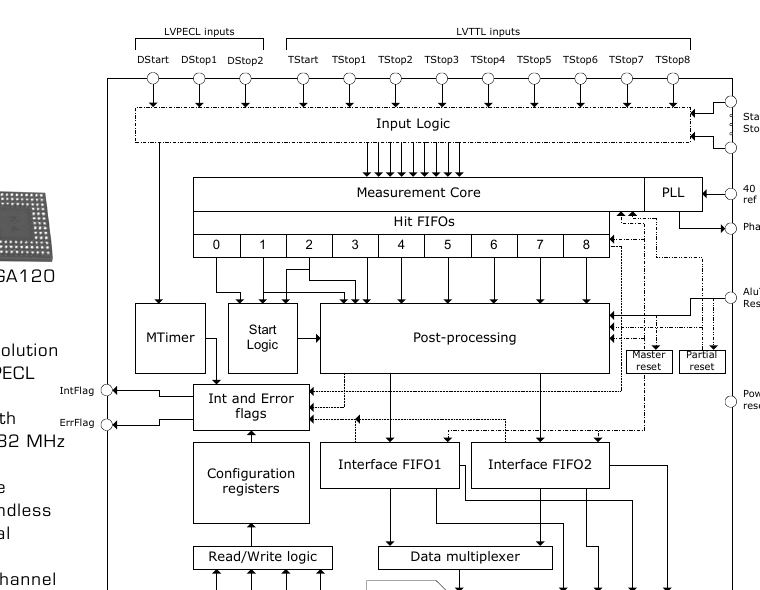 LVPECL inputs
LVTTL inputs
DStart DStop1 DStop2 TStart TStop1 TStop2 TStop3 TStop4 TStop5 TStop6 TStop7 TStop8
Input Logic
Sta
Sto
Measurement Core
PLL
40
ref
Hit FIFOs
Pha
0 1 2 3 4 5 6 7 8
GA120
Alu
Res
MTimer
Start
Logic
Post-processing
olution
PECL
Master
reset
Partial
reset
IntFlag
Int and Error
flags
Pow
rese
ErrFlag
th
82 MHz
Configuration
registers
Interface FIFO1
Interface FIFO2
e
ndless
al
Read/Write logic
Data multiplexer
hannel